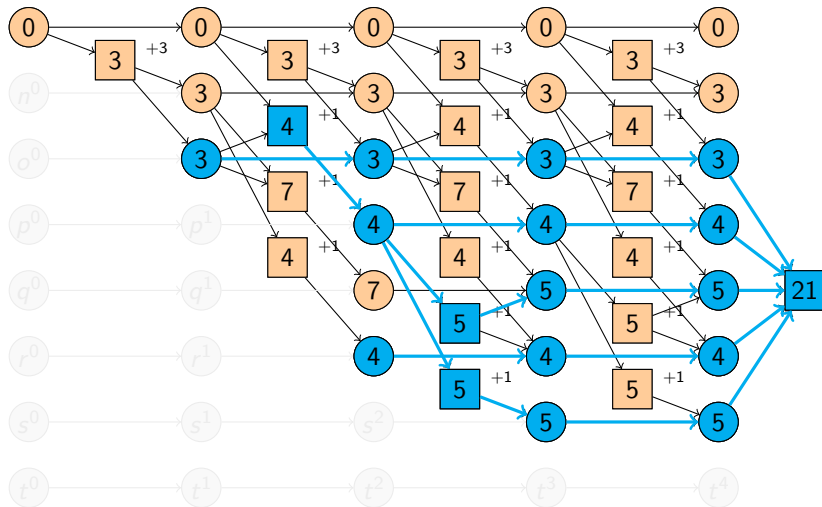 0 0 0 0 0
3 +3 3 +3 3 +3 3 +3
n⁰ 3 3 3 3
4 +1 4 +1 4 +1
o⁰ 3 3 3 3
7 +1 7 +1 7 +1
p⁰ p¹ 4 4 4
4 +1 4 +1 4 +1
q⁰ q¹ 7 5 5 21
5 +1 5 +1
r⁰ r¹ 4 4 4
5 +1 5 +1
s⁰ s¹ s² 5 5
t⁰ t¹ t² t³ t⁴